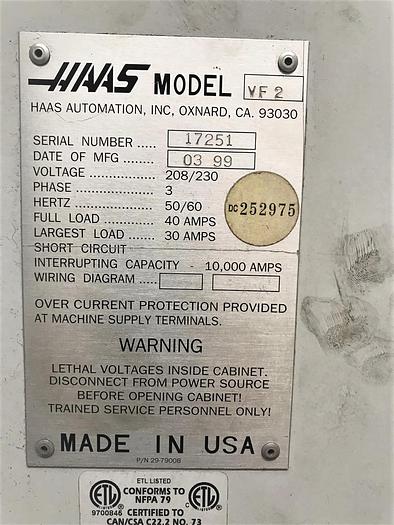 HAAS MODEL VF2
HAAS AUTOMATION, INC, OXNARD, CA. 93030
SERIAL NUMBER ..... 17251
DATE OF MFG ........ 03 99
VOLTAGE ............... 208/230
PHASE ................... 3
HERTZ ................... 50/60
FULL LOAD ............ 40 AMPS
LARGEST LOAD ..... 30 AMPS
DC 252975
SHORT CIRCUIT
INTERRUPTING CAPACITY - 10,000 AMPS
WIRING DIAGRAM .....
OVER CURRENT PROTECTION PROVIDED
AT MACHINE SUPPLY TERMINALS.
WARNING
LETHAL VOLTAGES INSIDE CABINET.
DISCONNECT FROM POWER SOURCE
BEFORE OPENING CABINET!
TRAINED SERVICE PERSONNEL ONLY!
MADE IN USA
P/N 29-7900B
ETL LISTED
CONFORMS TO
NFPA 79
ETL
C ETL
9700845 CERTIFIED TO
CAN/CSA C22.2 NO. 73